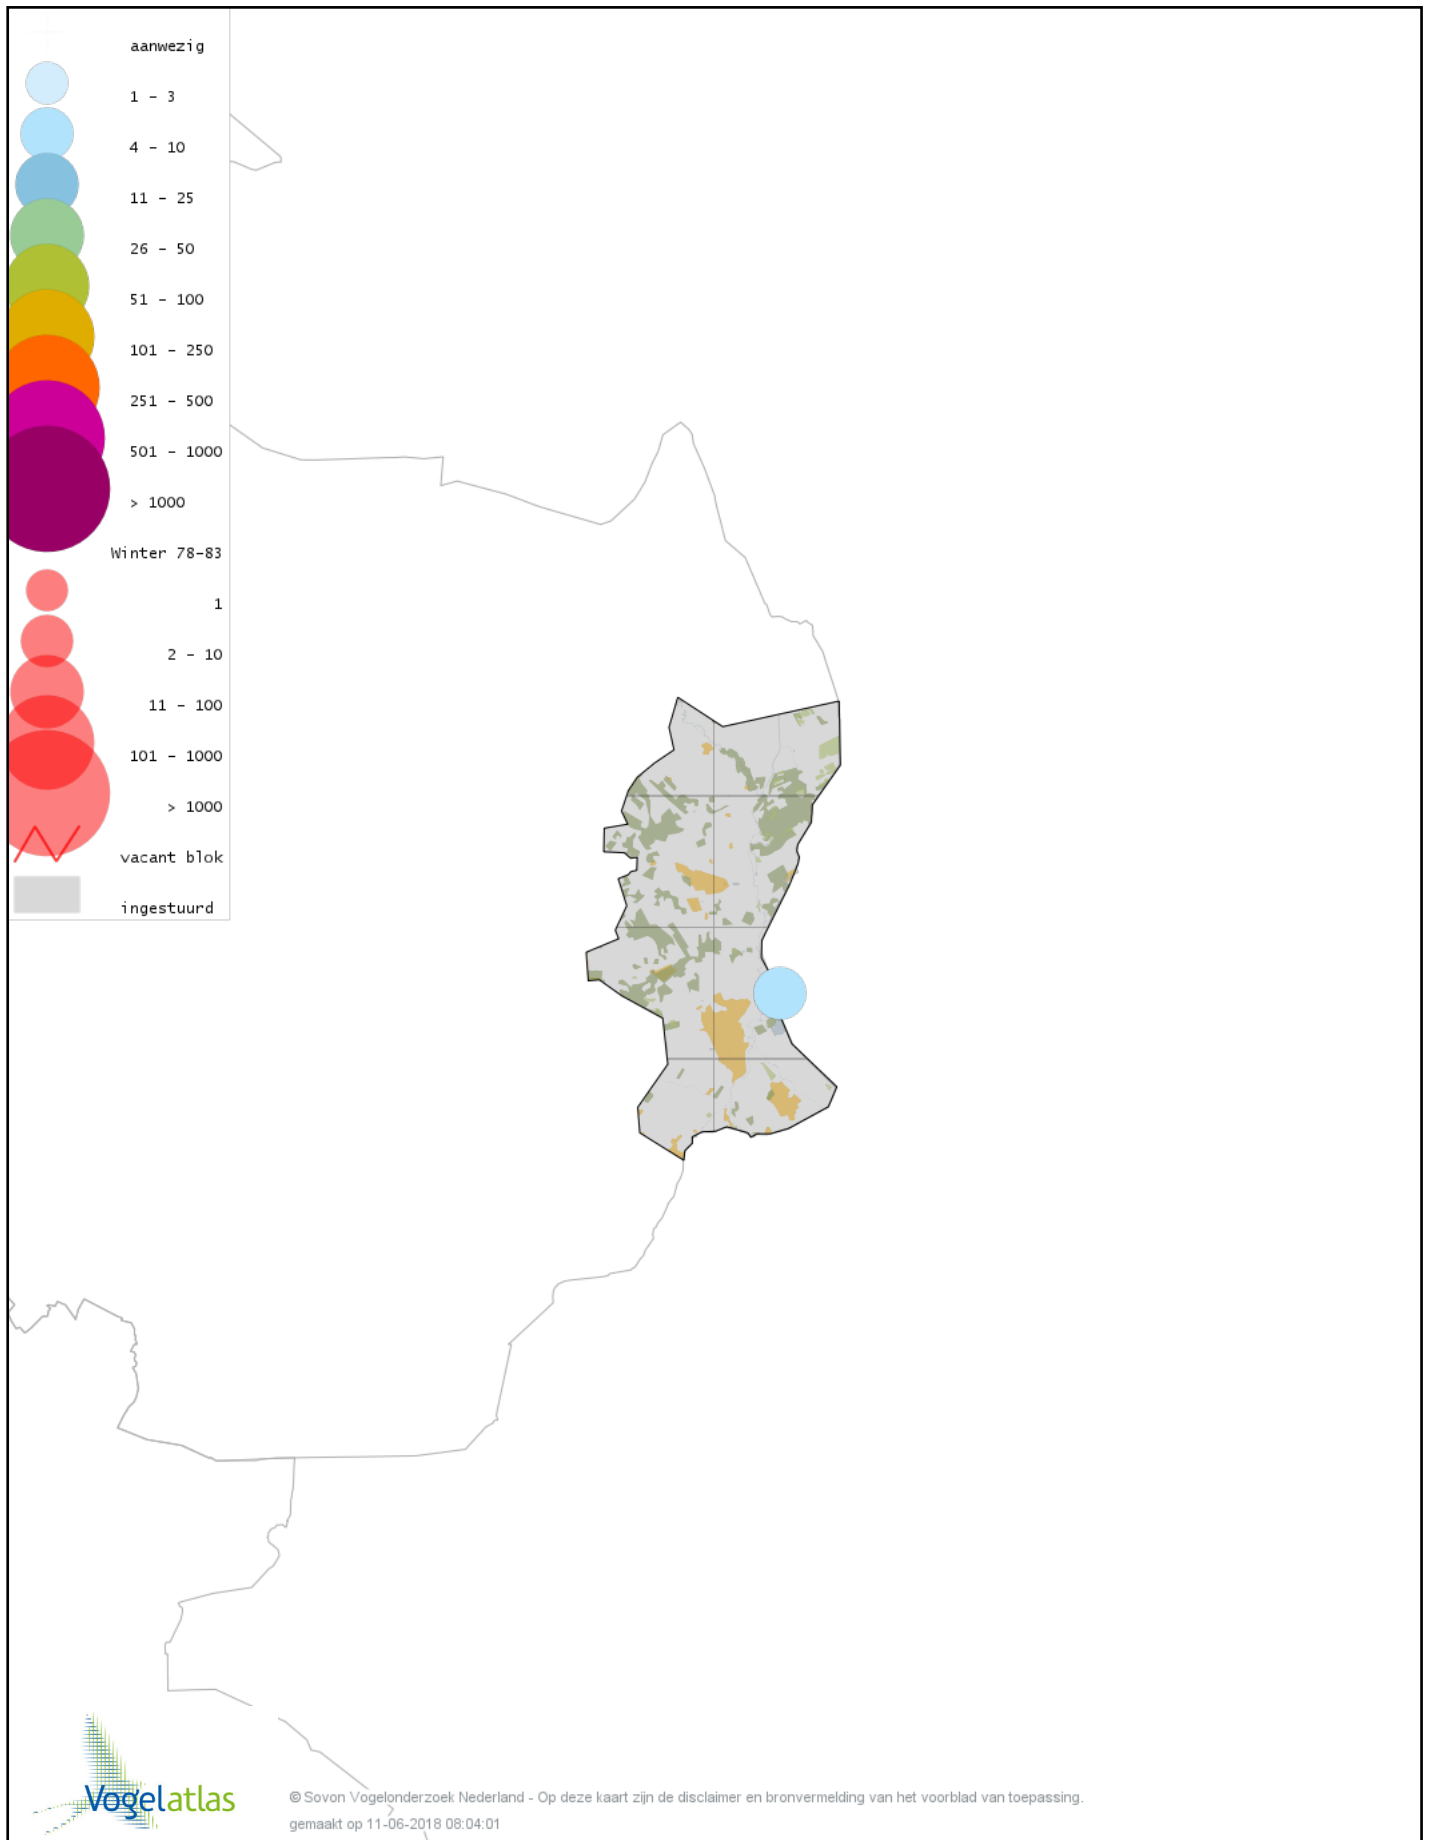 aanwezig
1 - 3
4 - 10
11 - 25
26 - 50
51 - 100
101 - 250
251 - 500
501 - 1000
> 1000
Winter 78-83
1
2 - 10
11 - 100
101 - 1000
> 1000
vacant blok
ingestuurd
Vogelatlas
© Sovon Vogelonderzoek Nederland - Op deze kaart zijn de disclaimer en bronvermelding van het voorblad van toepassing.
gemaakt op 11-06-2018 08:04:01